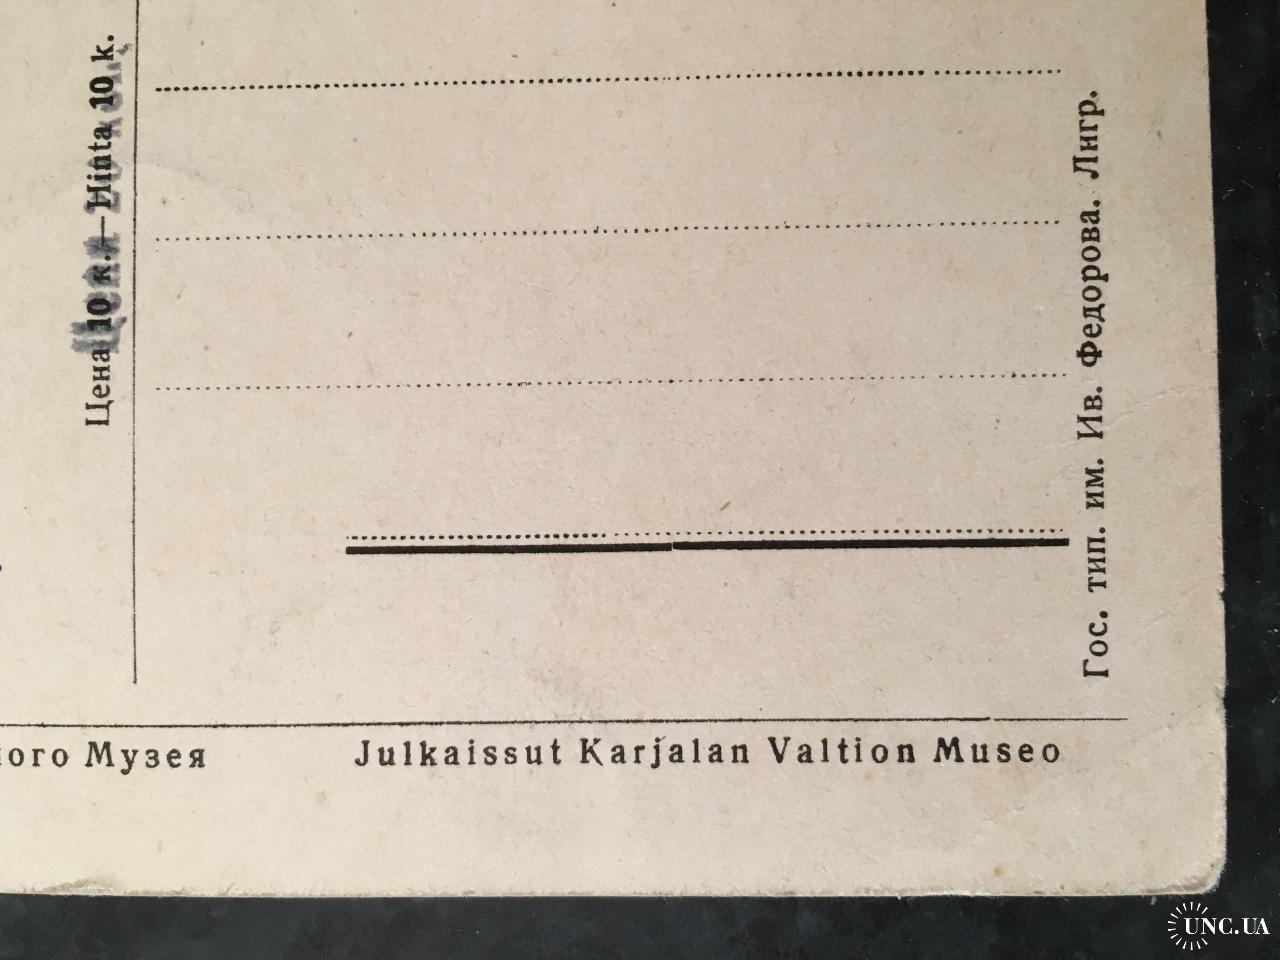 Цена 10 к.—Hinta 10 k.
Гос. тип. им. Ив. Федорова. Лнгр.
ного Музея
Julkaissut Karjalan Valtion Museo
UNC.UA